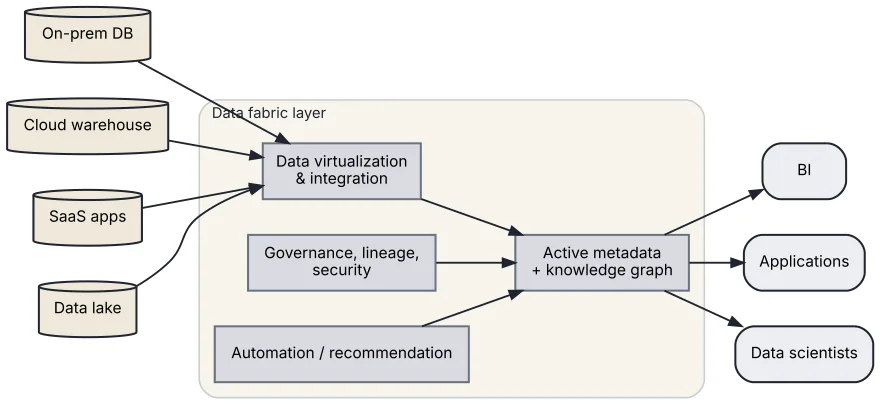 On-prem DB
Cloud warehouse
SaaS apps
Data lake
Data fabric layer
Data virtualization
& integration
Governance, lineage,
security
Automation / recommendation
Active metadata
+ knowledge graph
BI
Applications
Data scientists